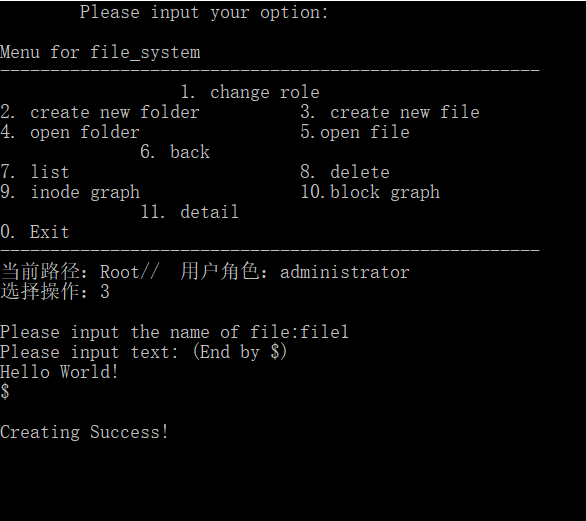 Please input your option:
Menu for file_system
------------------------------------------------------
1. change role
2. create new folder 3. create new file
4. open folder 5.open file
6. back
7. list 8. delete
9. inode graph 10.block graph
11. detail
0. Exit
------------------------------------------------------
当前路径: Root// 用户角色: administrator
选择操作: 3
Please input the name of file:file1
Please input text: (End by $)
Hello World!
$
Creating Success!